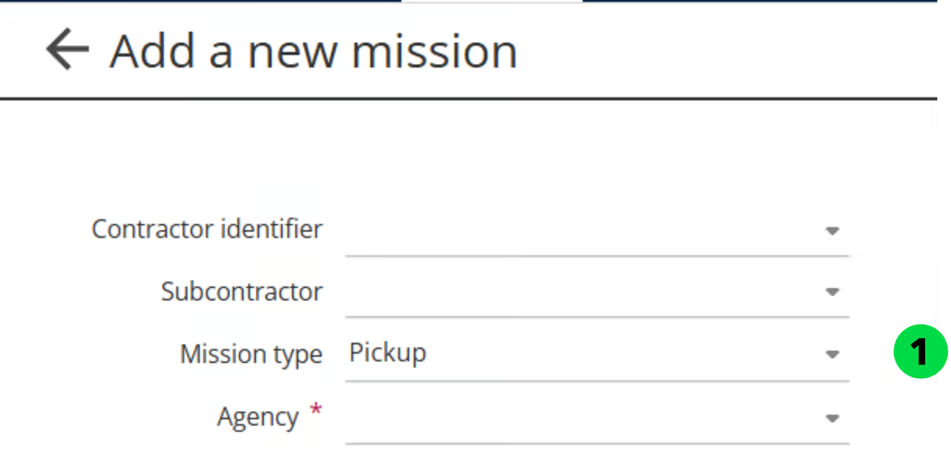 Add a new mission
Contractor identifier
Subcontractor
Mission type Pickup
1
Agency *